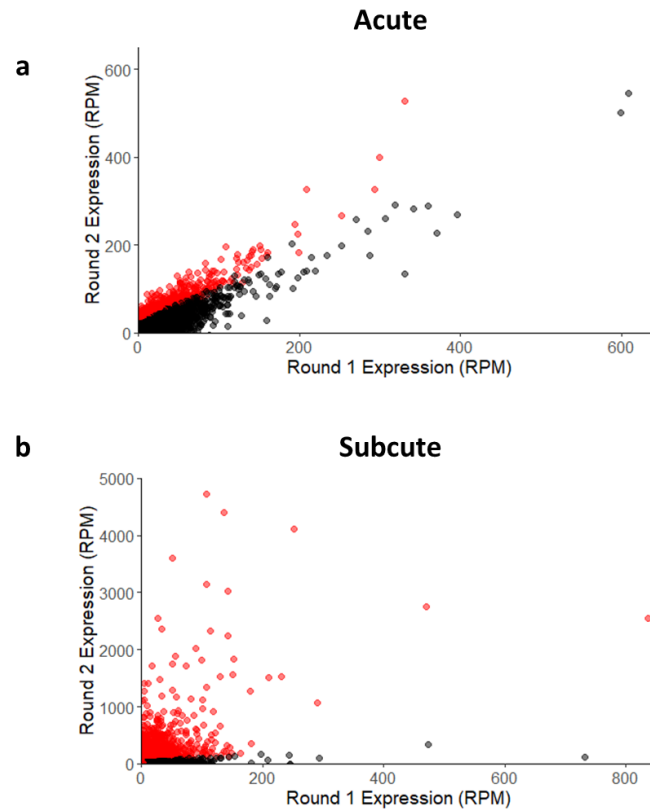 Acute
a
600
400
200
0
Round 2 Expression (RPM)
0 200 400 600
Round 1 Expression (RPM)
b
Subcute
5000
4000
3000
2000
1000
0
Round 2 Expression (RPM)
0 200 400 600 800
Round 1 Expression (RPM)